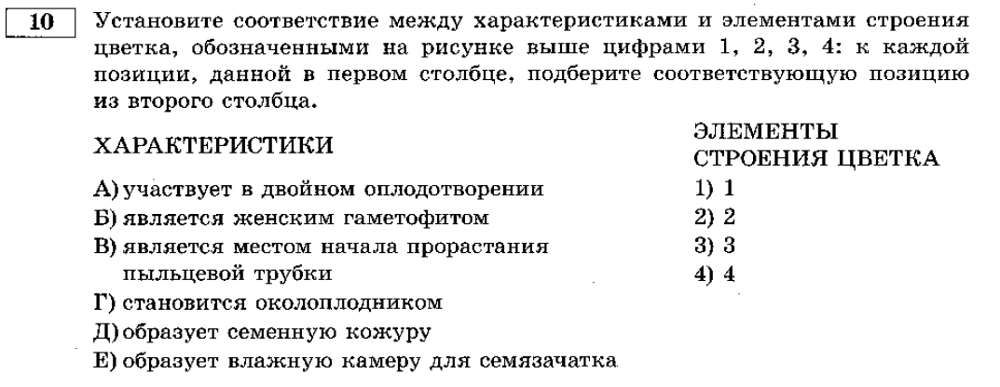 10
Установите соответствие между характеристиками и элементами строения
цветка, обозначенными на рисунке выше цифрами 1, 2, 3, 4: к каждой
позиции, данной в первом столбце, подберите соответствующую позицию
из второго столбца.
ХАРАКТЕРИСТИКИ
А) участвует в двойном оплодотворении
Б) является женским гаметофитом
В) является местом начала прорастания
пыльцевой трубки
Г) становится околоплодником
Д) образует семенную кожуру
Е) образует влажную камеру для семязачатка
ЭЛЕМЕНТЫ
СТРОЕНИЯ ЦВЕТКА
1) 1
2) 2
3) 3
4) 4